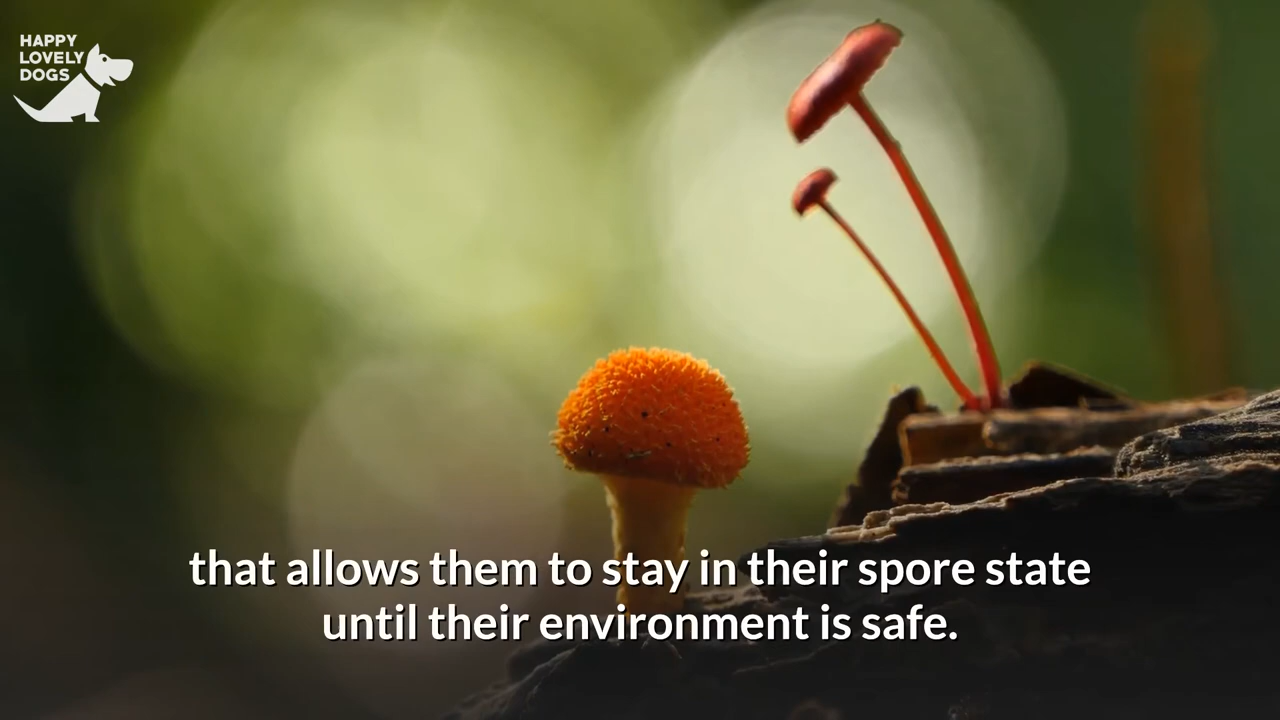 HAPPY
LOVELY
DOGS
that allows them to stay in their spore state
until their environment is safe.